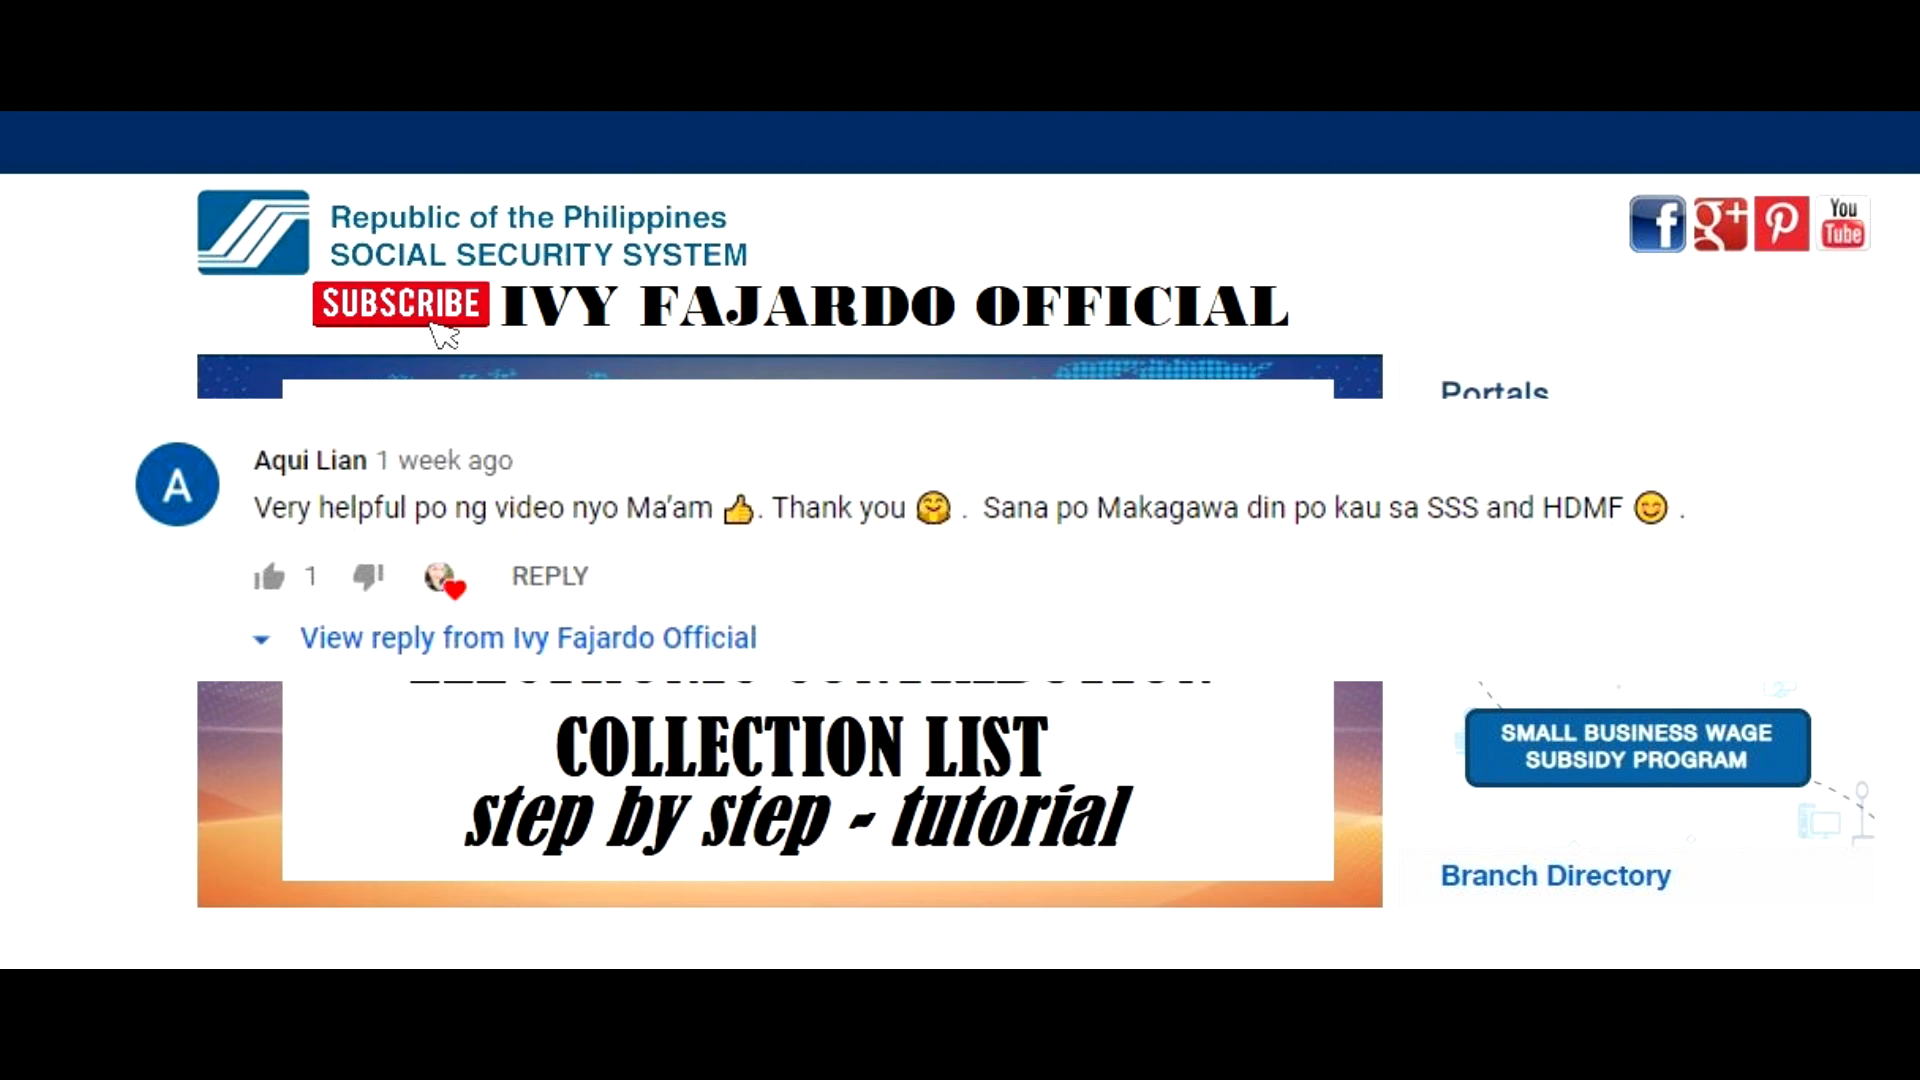 Republic of the Philippines
SOCIAL SECURITY SYSTEM
You
Tube
SUBSCRIBE IVY FAJARDO OFFICIAL
Portals
A
Aqui Lian 1 week ago
Very helpful po ng video nyo Ma'am 👍. Thank you 🤗 . Sana po Makagawa din po kau sa SSS and HDMF 😊 .
1 REPLY
View reply from Ivy Fajardo Official
COLLECTION LIST
step by step - tutorial
SMALL BUSINESS WAGE
SUBSIDY PROGRAM
Branch Directory